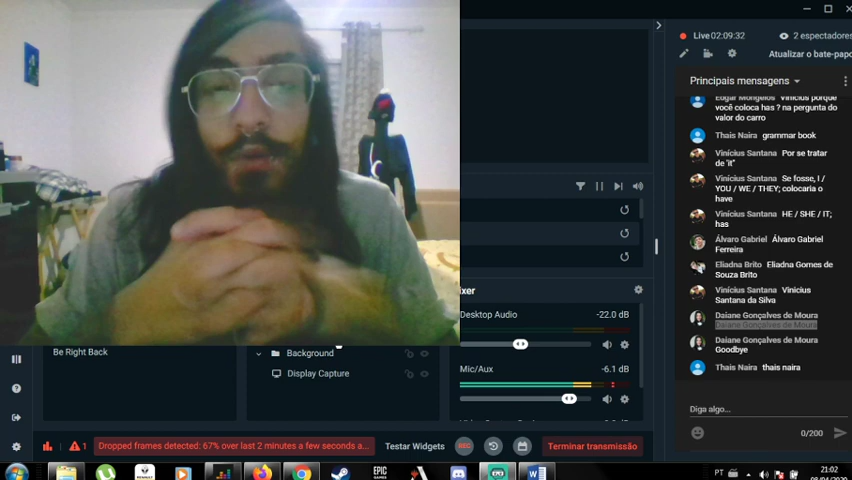 Live 02:09:32
2 espectadores
Atualizar o bate-papo
Principais mensagens
Edgar Mongelos Vinicius porque
você coloca has ? na pergunta do
valor do carro
Thais Naira grammar book
Vinícius Santana Por se tratar
de 'it"
Vinícius Santana Se fosse, I /
YOU / WE / THEY; colocaria o
have
Vinícius Santana HE / SHE / IT;
has
Álvaro Gabriel Álvaro Gabriel
Ferreira
Eliadna Brito Eliadna Gomes de
Souza Brito
Vinícius Santana Vinicius
Santana da Silva
Daiane Gonçalves de Moura
Daiane Gonçalves de Moura
Daiane Gonçalves de Moura
Goodbye
Thais Naira thais naira
Diga algo...
0/200
ixer
Desktop Audio
-22.0 dB
Mic/Aux
-6.1 dB
Be Right Back
Background
Display Capture
1
Dropped frames detected: 67% over last 2 minutes a few seconds a...
Testar Widgets
REC
Terminar transmissão
EPIC
GAMES
PT
21:02